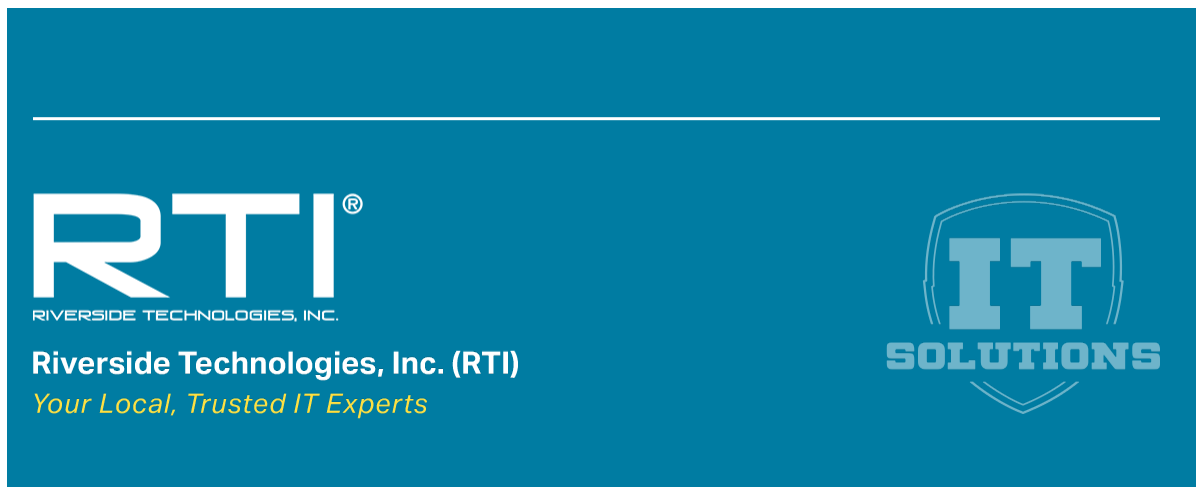 RTI®
RIVERSIDE TECHNOLOGIES, INC.
Riverside Technologies, Inc. (RTI)
Your Local, Trusted IT Experts
IT
SOLUTIONS